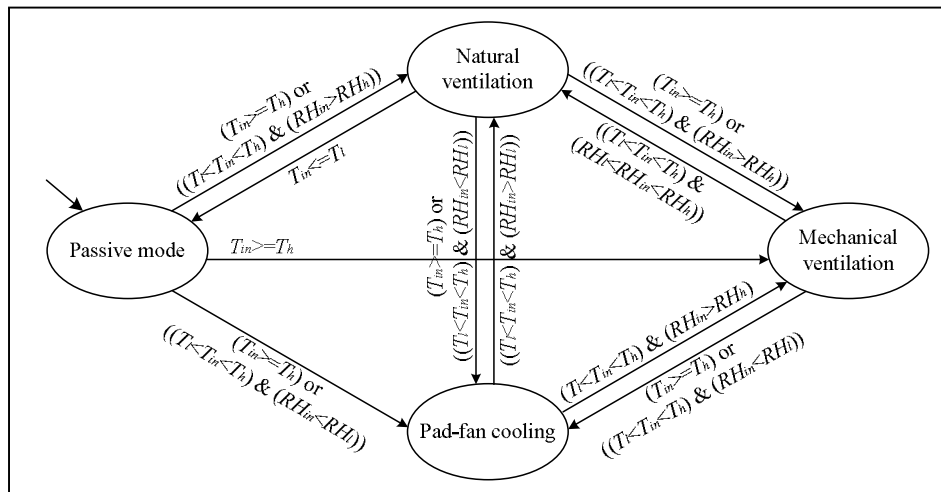 Natural
ventilation
(Tin>=Th) or
((Tl<Tin<Th) & (RHin>RHh))
Tin<=Tl
(Tin>=Th) or
((Tl<Tin<Th) & (RHin>RHh))
((Tl<Tin<Th) &
(RHl<RHin<RHh))
Passive mode
Tin>=Th
(Tin>=Th) or
((Tl<Tin<Th) & (RHin<RHl))
((Tl<Tin<Th) & (RHin>RHl))
Mechanical
ventilation
(Tin>=Th) or
((Tl<Tin<Th) & (RHin<RHl))
(Tl<Tin<Th) & (RHin>RHh)
(Tin>=Th) or
((Tl<Tin<Th) & (RHin<RHl))
Pad-fan cooling